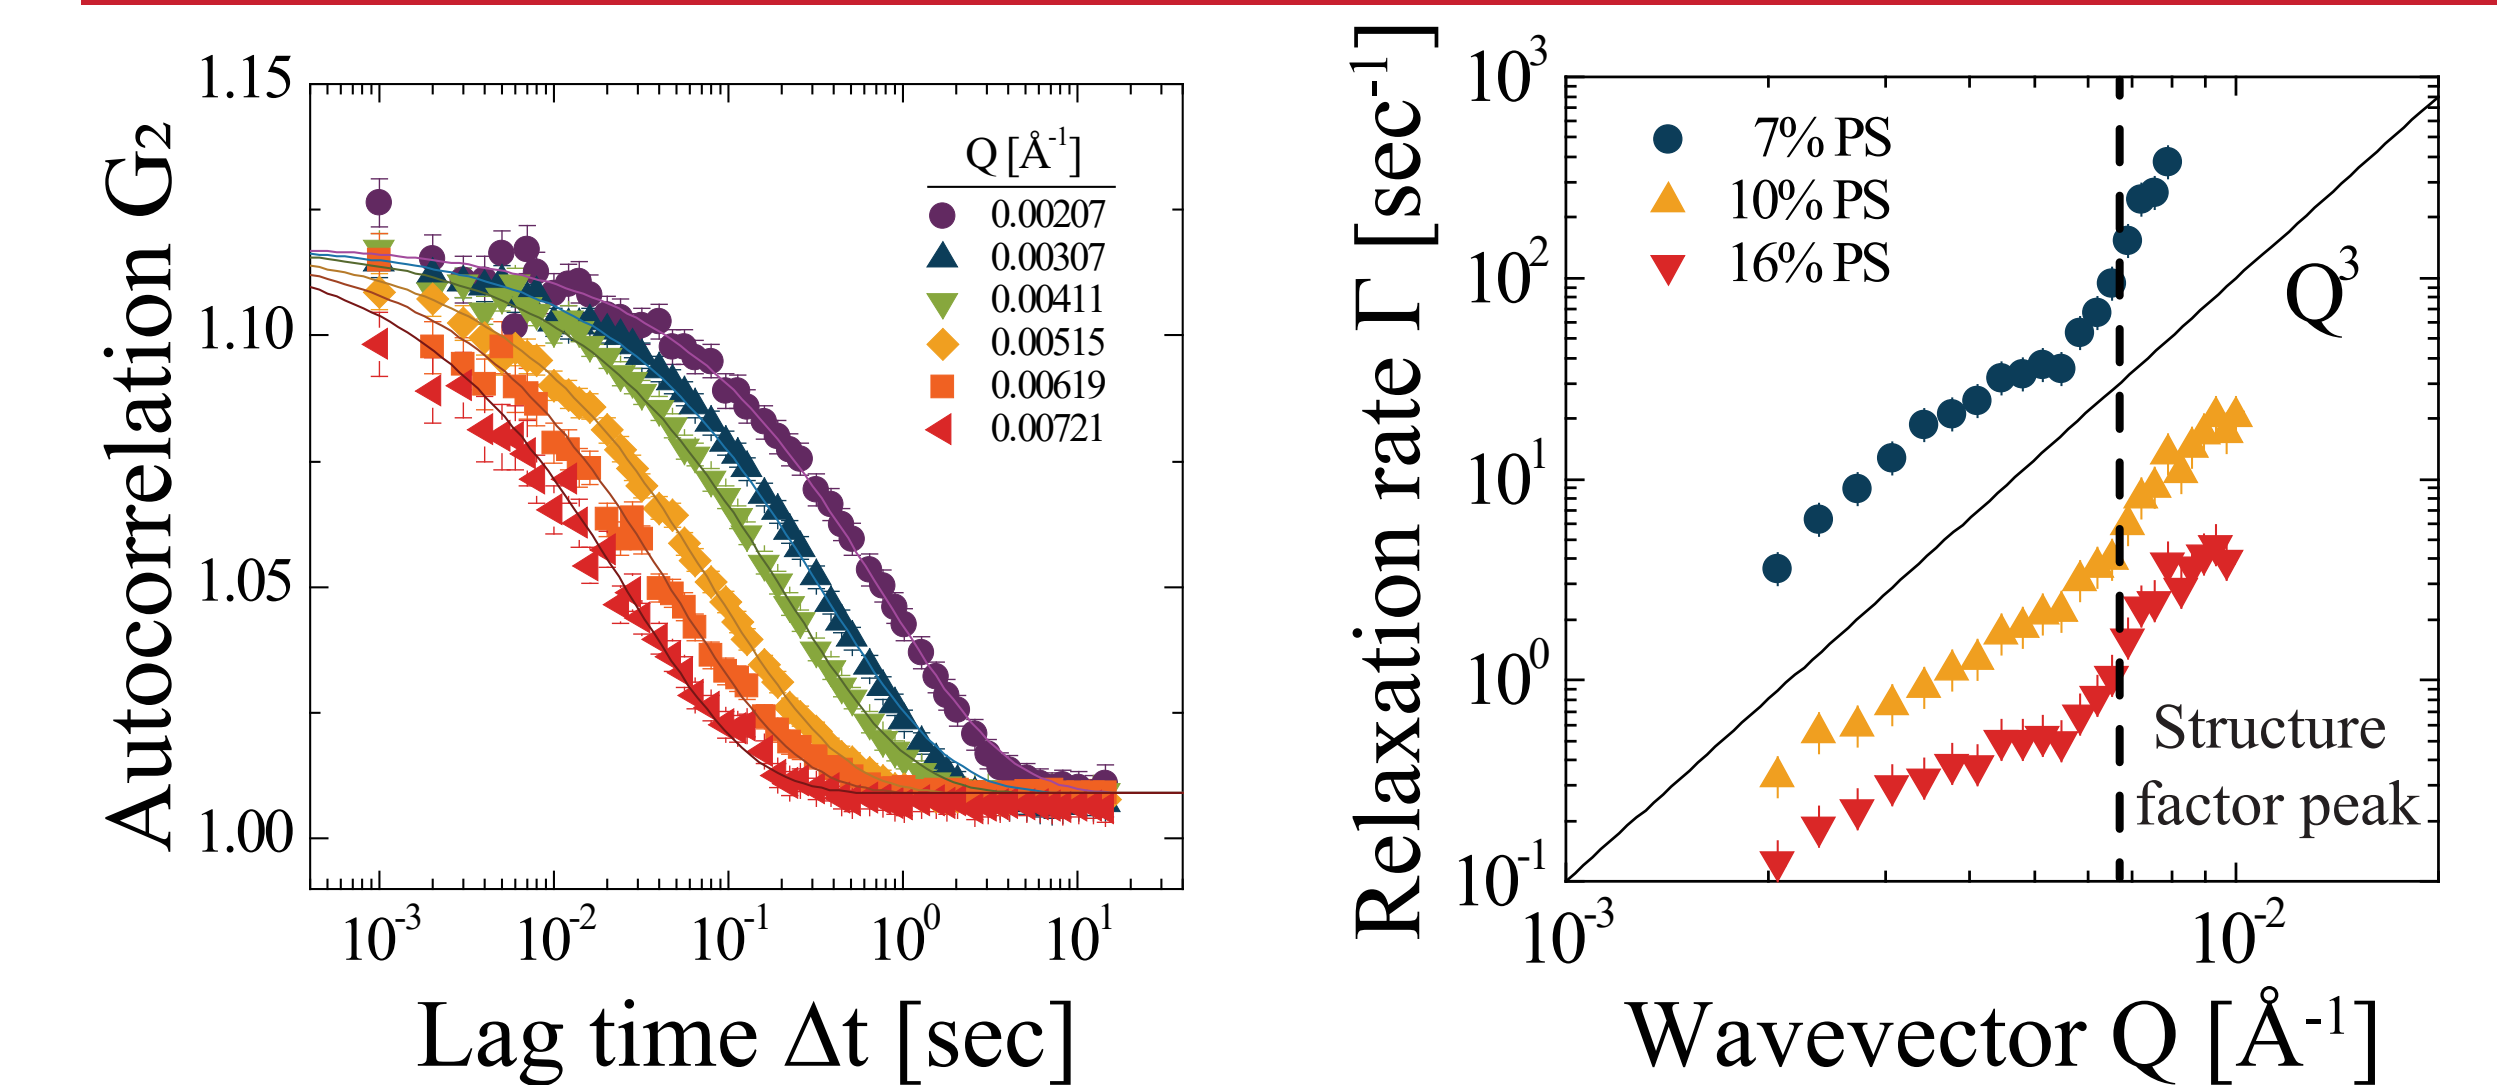 Autocorrelation G₂
1.15
1.10
1.05
1.00
10⁻³ 10⁻² 10⁻¹ 10⁰ 10¹
Lag time Δt [sec]
Q [Å⁻¹]
0.00207
0.00307
0.00411
0.00515
0.00619
0.00721
Relaxation rate Γ [sec⁻¹]
10³
10²
10¹
10⁰
10⁻¹
10⁻³ 10⁻²
Wavevector Q [Å⁻¹]
7% PS
10% PS
16% PS
Q³
Structure
factor peak